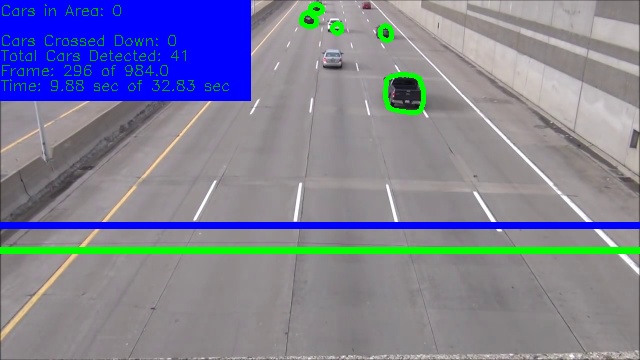 Cars in Area: 0
Cars Crossed Down: 0
Total Cars Detected: 41
Frame: 296 of 984.0
Time: 9.88 sec of 32.83 sec